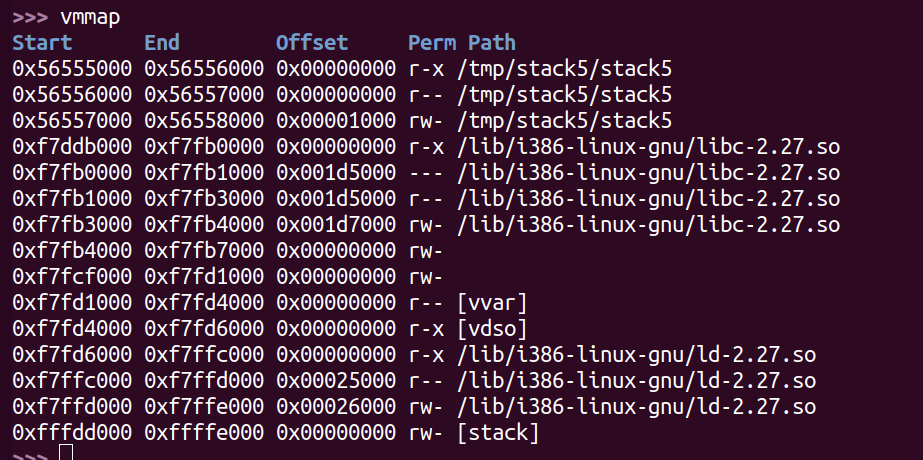 >>> vmmap
Start      End        Offset     Perm Path
0x56555000 0x56556000 0x00000000 r-x /tmp/stack5/stack5
0x56556000 0x56557000 0x00000000 r-- /tmp/stack5/stack5
0x56557000 0x56558000 0x00001000 rw- /tmp/stack5/stack5
0xf7ddb000 0xf7fb0000 0x00000000 r-x /lib/i386-linux-gnu/libc-2.27.so
0xf7fb0000 0xf7fb1000 0x001d5000 --- /lib/i386-linux-gnu/libc-2.27.so
0xf7fb1000 0xf7fb3000 0x001d5000 r-- /lib/i386-linux-gnu/libc-2.27.so
0xf7fb3000 0xf7fb4000 0x001d7000 rw- /lib/i386-linux-gnu/libc-2.27.so
0xf7fb4000 0xf7fb7000 0x00000000 rw-
0xf7fcf000 0xf7fd1000 0x00000000 rw-
0xf7fd1000 0xf7fd4000 0x00000000 r-- [vvar]
0xf7fd4000 0xf7fd6000 0x00000000 r-x [vdso]
0xf7fd6000 0xf7ffc000 0x00000000 r-x /lib/i386-linux-gnu/ld-2.27.so
0xf7ffc000 0xf7ffd000 0x00025000 r-- /lib/i386-linux-gnu/ld-2.27.so
0xf7ffd000 0xf7ffe000 0x00026000 rw- /lib/i386-linux-gnu/ld-2.27.so
0xfffdd000 0xffffe000 0x00000000 rw- [stack]
>>>